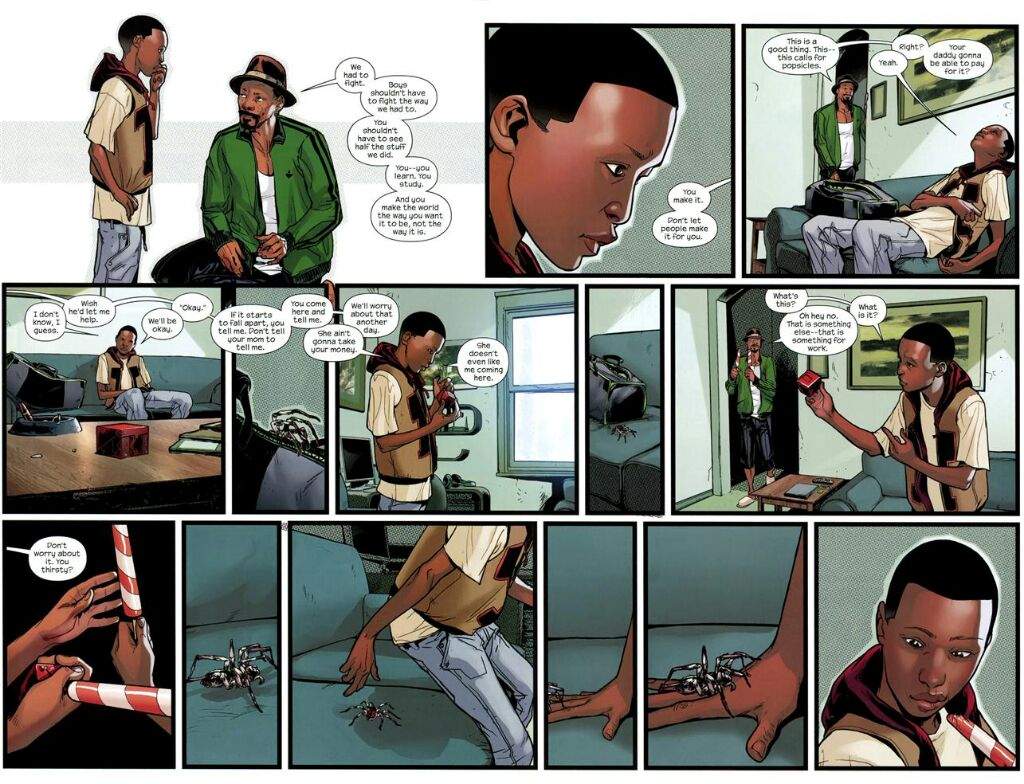 We
had to
fight.
Boys
shouldn't have
to fight the way
we had to.
You
shouldn't
have to see
half the stuff
we did.
You--you
learn. You
study.
And you
make the world
the way you want
it to be, not the
way it is.
You
make it.
Don't let
people make
it for you.
This is a
good thing. This--
this calls for
popsicles.
Right?
Yeah.
Your
daddy gonna
be able to pay
for it?
I don't
know, I
guess.
Wish
he'd let me
help.
We'll be
okay.
"Okay."
If it starts
to fall apart, you
tell me. Don't tell
your mom to
tell me.
You come
here and
tell me.
We'll worry
about that
another
day.
She ain't
gonna take
your money.
She
doesn't
even like
me coming
here.
What's
this?
Oh hey no.
That is something
else--that is
something for
work.
What
is it?
Don't
worry about
it. You
thirsty?